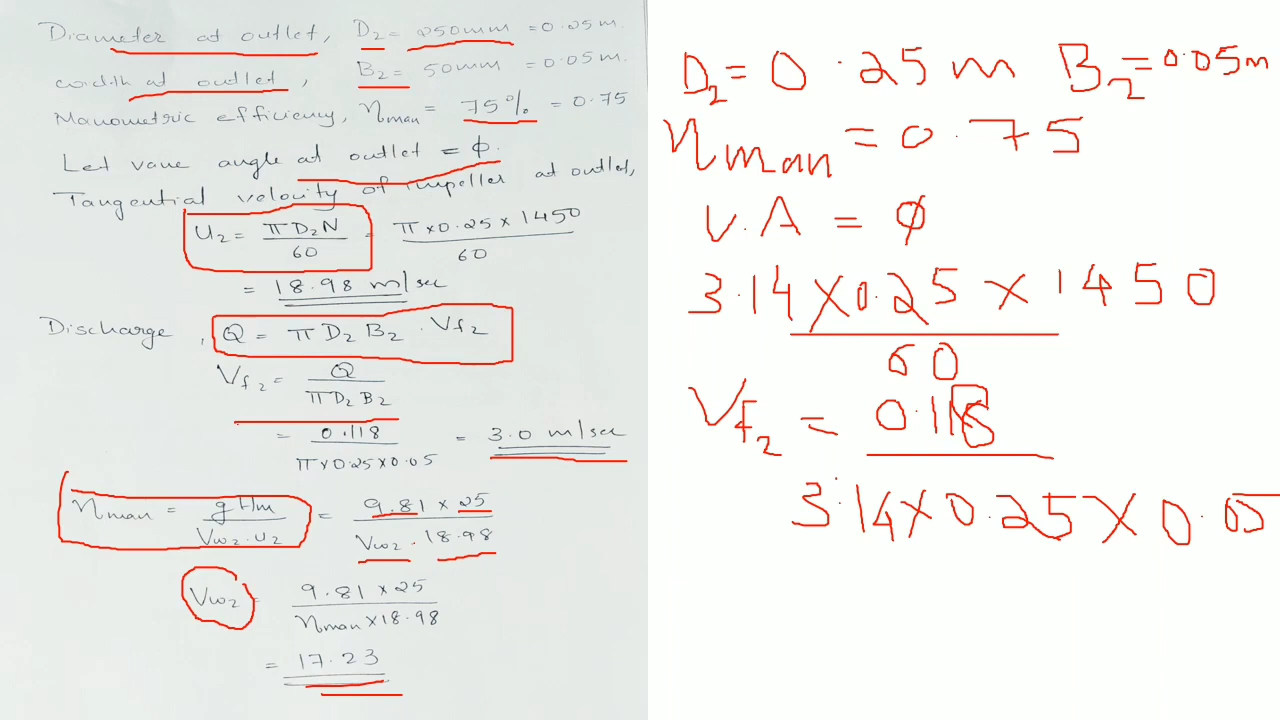 Diameter at outlet, D2 = 250mm = 0.25m.
width at outlet, B2 = 50mm = 0.05m.
Manometric efficiency, ηman = 75% = 0.75
Let vane angle at outlet = φ.
Tangential velocity of impeller at outlet,
U2 = πD2N / 60 = π×0.25×1450 / 60
= 18.98 m/sec
Discharge, Q = πD2B2 · Vf2
Vf2 = Q / πD2B2
= 0.118 / π×0.25×0.05 = 3.0 m/sec
ηman = gHm / Vw2·U2 = 9.81 × 25 / Vw2·18.98
Vw2 = 9.81 × 25 / ηman×18.98
= 17.23
D2 = 0.25 m B2 = 0.05m
ηman = 0.75
V.A = φ
3.14 × 0.25 × 1450
60
Vf2 = 0.118
3.14 × 0.25 × 0.05